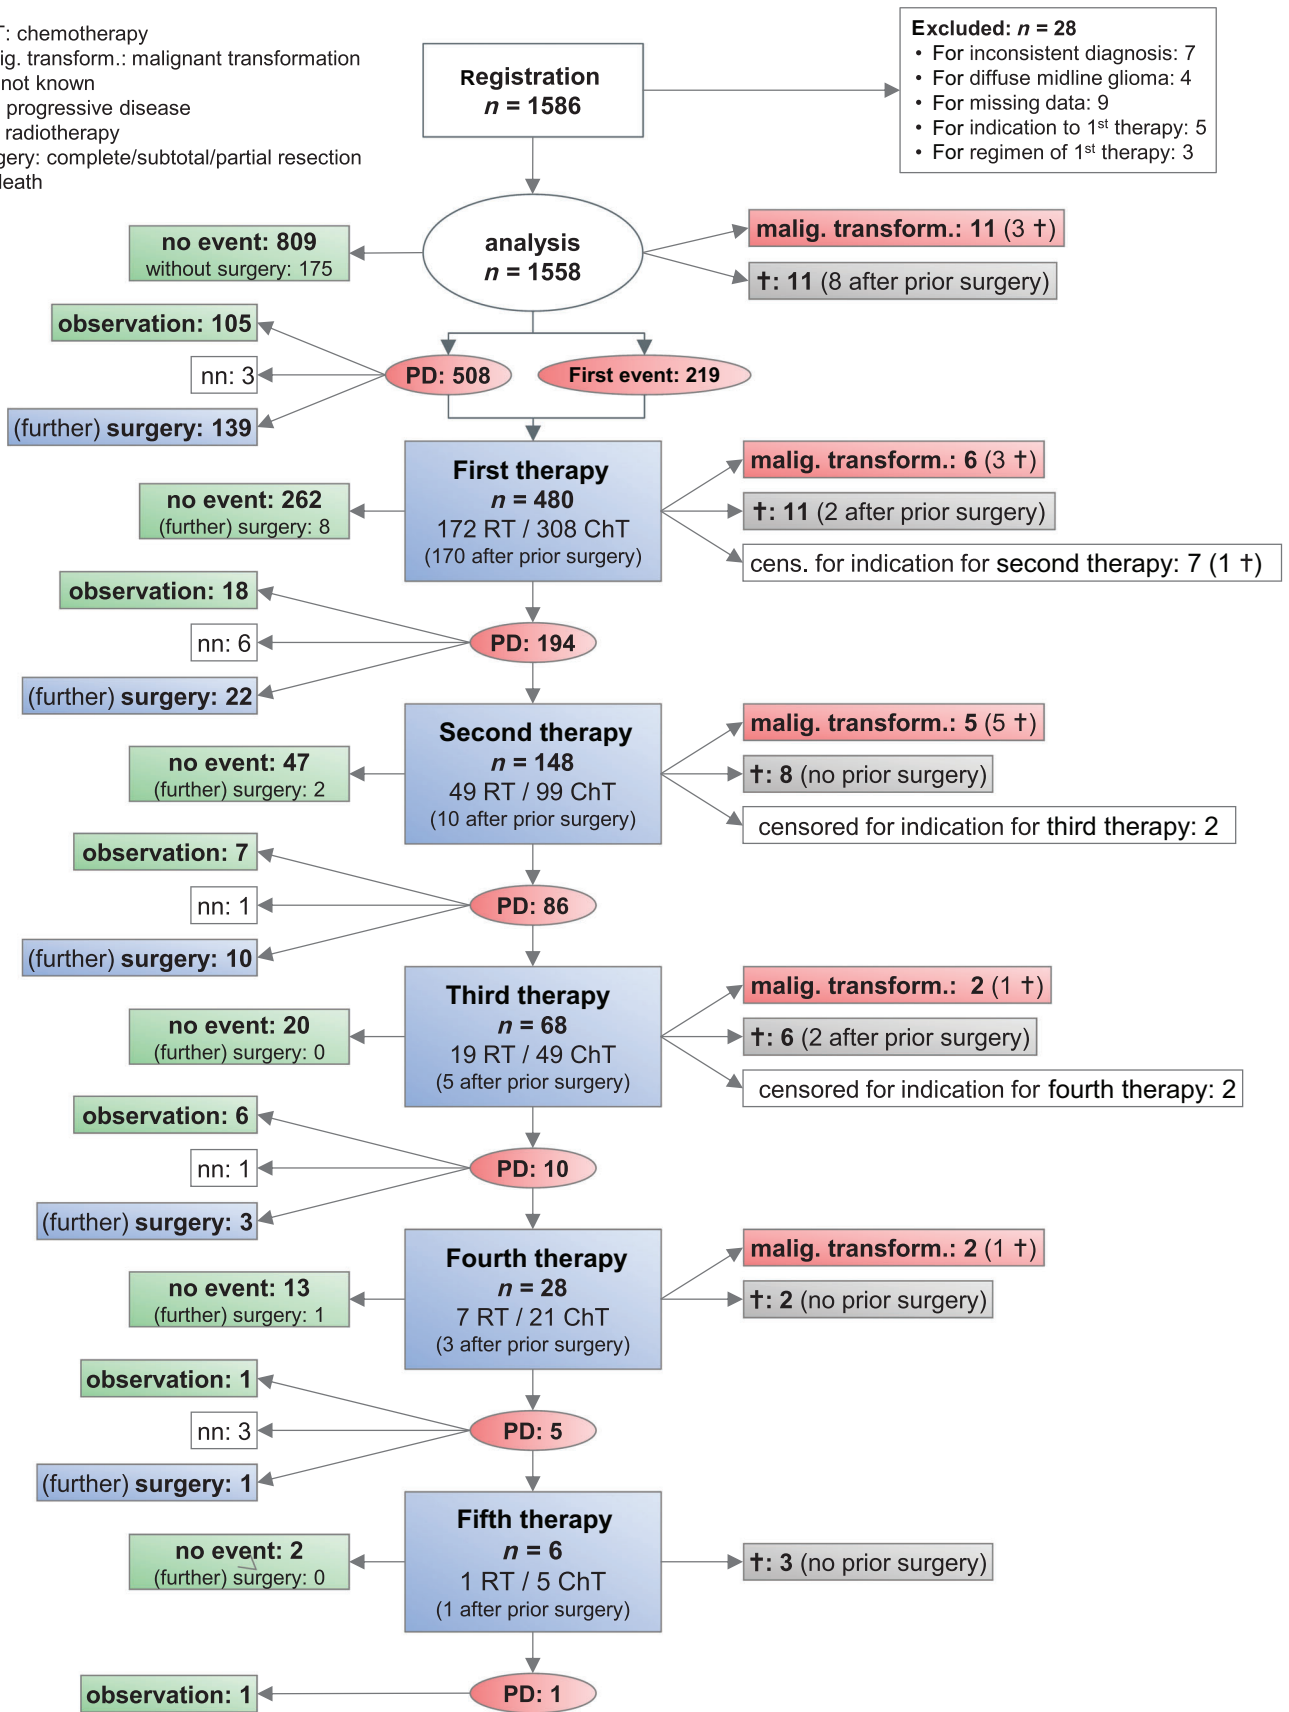 T: chemotherapy
ig. transform.: malignant transformation
not known
progressive disease
radiotherapy
gery: complete/subtotal/partial resection
death
Registration
n = 1586
Excluded: n = 28
• For inconsistent diagnosis: 7
• For diffuse midline glioma: 4
• For missing data: 9
• For indication to 1st therapy: 5
• For regimen of 1st therapy: 3
no event: 809
without surgery: 175
analysis
n = 1558
malig. transform.: 11 (3 †)
†: 11 (8 after prior surgery)
observation: 105
nn: 3
(further) surgery: 139
PD: 508
First event: 219
First therapy
n = 480
172 RT / 308 ChT
(170 after prior surgery)
no event: 262
(further) surgery: 8
malig. transform.: 6 (3 †)
†: 11 (2 after prior surgery)
cens. for indication for second therapy: 7 (1 †)
observation: 18
nn: 6
(further) surgery: 22
PD: 194
Second therapy
n = 148
49 RT / 99 ChT
(10 after prior surgery)
no event: 47
(further) surgery: 2
malig. transform.: 5 (5 †)
†: 8 (no prior surgery)
censored for indication for third therapy: 2
observation: 7
nn: 1
(further) surgery: 10
PD: 86
Third therapy
n = 68
19 RT / 49 ChT
(5 after prior surgery)
no event: 20
(further) surgery: 0
malig. transform.: 2 (1 †)
†: 6 (2 after prior surgery)
censored for indication for fourth therapy: 2
observation: 6
nn: 1
(further) surgery: 3
PD: 10
Fourth therapy
n = 28
7 RT / 21 ChT
(3 after prior surgery)
no event: 13
(further) surgery: 1
malig. transform.: 2 (1 †)
†: 2 (no prior surgery)
observation: 1
nn: 3
(further) surgery: 1
PD: 5
Fifth therapy
n = 6
1 RT / 5 ChT
(1 after prior surgery)
no event: 2
(further) surgery: 0
†: 3 (no prior surgery)
observation: 1
PD: 1